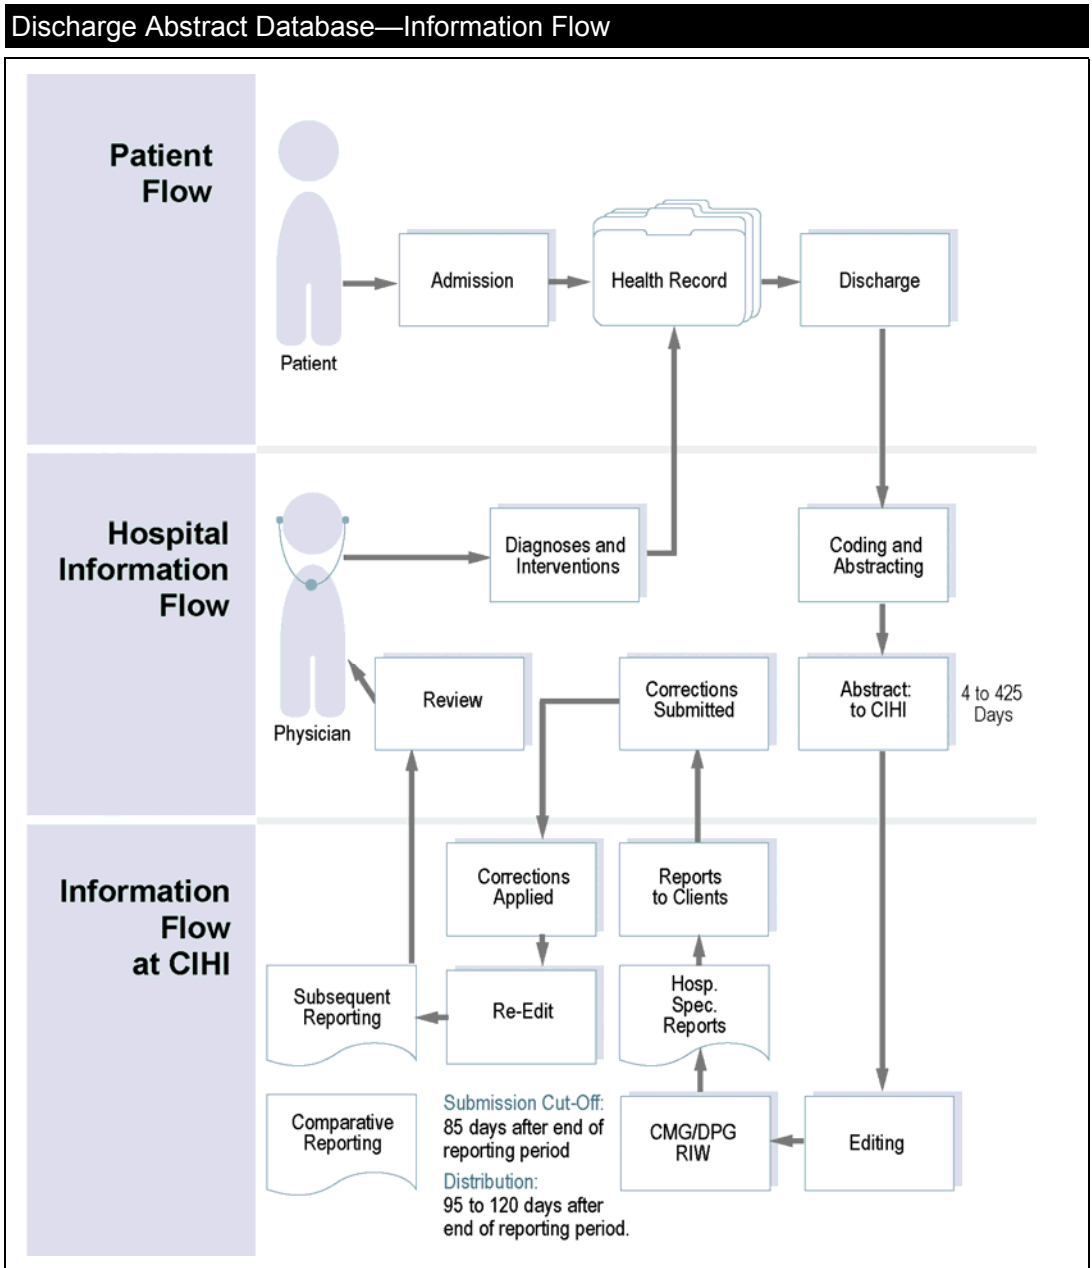 Discharge Abstract Database—Information Flow
Patient
Flow
Admission
Health Record
Discharge
Patient
Hospital
Information
Flow
Diagnoses and
Interventions
Coding and
Abstracting
Review
Corrections
Submitted
Abstract:
to CIHI
4 to 425
Days
Physician
Information
Flow
at CIHI
Corrections
Applied
Reports
to Clients
Subsequent
Reporting
Re-Edit
Hosp.
Spec.
Reports
Comparative
Reporting
Submission Cut-Off:
85 days after end of
reporting period
Distribution:
95 to 120 days after
end of reporting period.
CMG/DPG
RIW
Editing